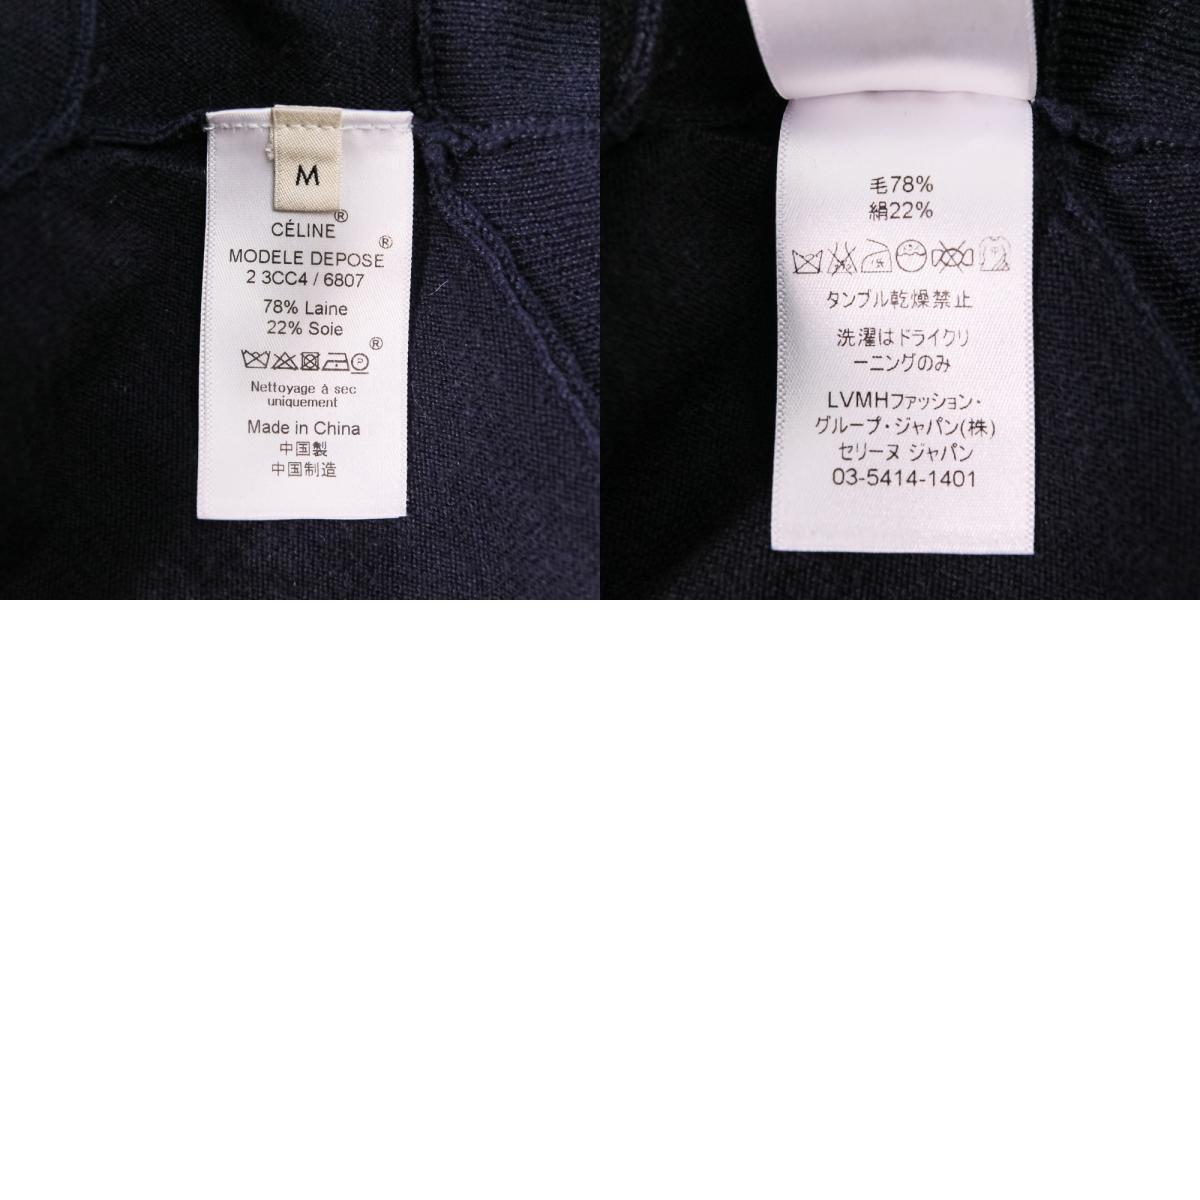 M
CÉLINE®
MODELE DEPOSE®
2 3CC4 / 6807
78% Laine
22% Soie
®
Nettoyage à sec
uniquement
Made in China
中国製
中国制造
毛78%
絹22%
タンブル乾燥禁止
洗濯はドライクリ
ーニングのみ
LVMHファッション・
グループ・ジャパン(株)
セリーヌ ジャパン
03-5414-1401